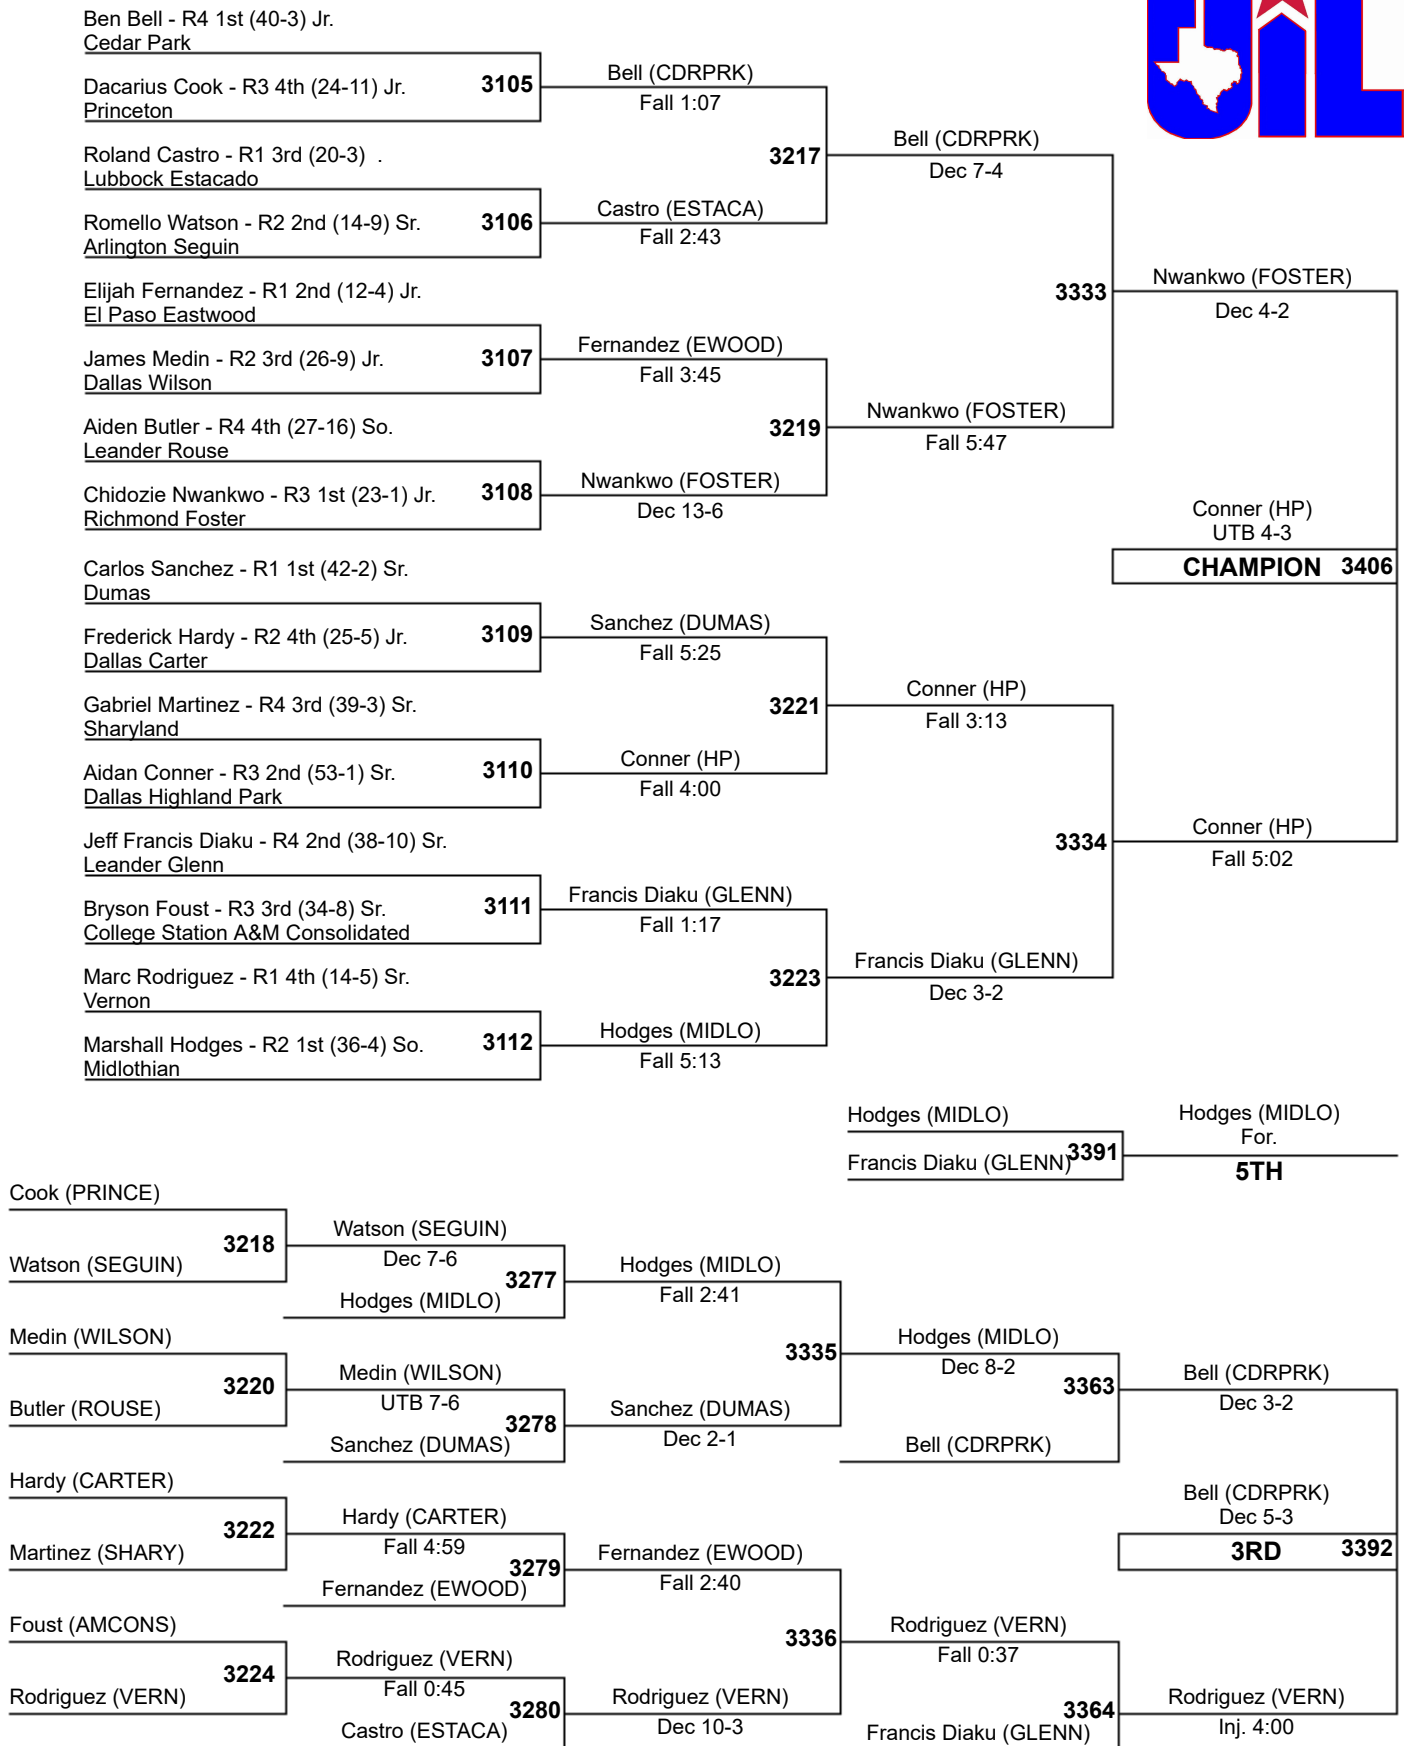 UIL
Ben Bell - R4 1st (40-3) Jr.
Cedar Park
Dacarius Cook - R3 4th (24-11) Jr.
Princeton
3105
Bell (CDRPRK)
Fall 1:07
Roland Castro - R1 3rd (20-3) .
Lubbock Estacado
Romello Watson - R2 2nd (14-9) Sr.
Arlington Seguin
3106
Castro (ESTACA)
Fall 2:43
3217
Bell (CDRPRK)
Dec 7-4
Elijah Fernandez - R1 2nd (12-4) Jr.
El Paso Eastwood
James Medin - R2 3rd (26-9) Jr.
Dallas Wilson
3107
Fernandez (EWOOD)
Fall 3:45
Aiden Butler - R4 4th (27-16) So.
Leander Rouse
Chidozie Nwankwo - R3 1st (23-1) Jr.
Richmond Foster
3108
Nwankwo (FOSTER)
Dec 13-6
3219
Nwankwo (FOSTER)
Fall 5:47
3333
Nwankwo (FOSTER)
Dec 4-2
Carlos Sanchez - R1 1st (42-2) Sr.
Dumas
Frederick Hardy - R2 4th (25-5) Jr.
Dallas Carter
3109
Sanchez (DUMAS)
Fall 5:25
Gabriel Martinez - R4 3rd (39-3) Sr.
Sharyland
Aidan Conner - R3 2nd (53-1) Sr.
Dallas Highland Park
3110
Conner (HP)
Fall 4:00
3221
Conner (HP)
Fall 3:13
Jeff Francis Diaku - R4 2nd (38-10) Sr.
Leander Glenn
Bryson Foust - R3 3rd (34-8) Sr.
College Station A&M Consolidated
3111
Francis Diaku (GLENN)
Fall 1:17
Marc Rodriguez - R1 4th (14-5) Sr.
Vernon
Marshall Hodges - R2 1st (36-4) So.
Midlothian
3112
Hodges (MIDLO)
Fall 5:13
3223
Francis Diaku (GLENN)
Dec 3-2
3334
Conner (HP)
Fall 5:02
Conner (HP)
UTB 4-3
CHAMPION 3406
Hodges (MIDLO)
Francis Diaku (GLENN)
3391
Hodges (MIDLO)
For.
5TH
Cook (PRINCE)
Watson (SEGUIN)
3218
Watson (SEGUIN)
Dec 7-6
Hodges (MIDLO)
3277
Hodges (MIDLO)
Fall 2:41
Medin (WILSON)
Butler (ROUSE)
3220
Medin (WILSON)
UTB 7-6
Sanchez (DUMAS)
3278
Sanchez (DUMAS)
Dec 2-1
3335
Hodges (MIDLO)
Dec 8-2
Bell (CDRPRK)
3363
Bell (CDRPRK)
Dec 3-2
Hardy (CARTER)
Martinez (SHARY)
3222
Hardy (CARTER)
Fall 4:59
Fernandez (EWOOD)
3279
Fernandez (EWOOD)
Fall 2:40
Foust (AMCONS)
Rodriguez (VERN)
3224
Rodriguez (VERN)
Fall 0:45
Castro (ESTACA)
3280
Rodriguez (VERN)
Dec 10-3
3336
Rodriguez (VERN)
Fall 0:37
Francis Diaku (GLENN)
3364
Rodriguez (VERN)
Inj. 4:00
Bell (CDRPRK)
Dec 5-3
3RD 3392